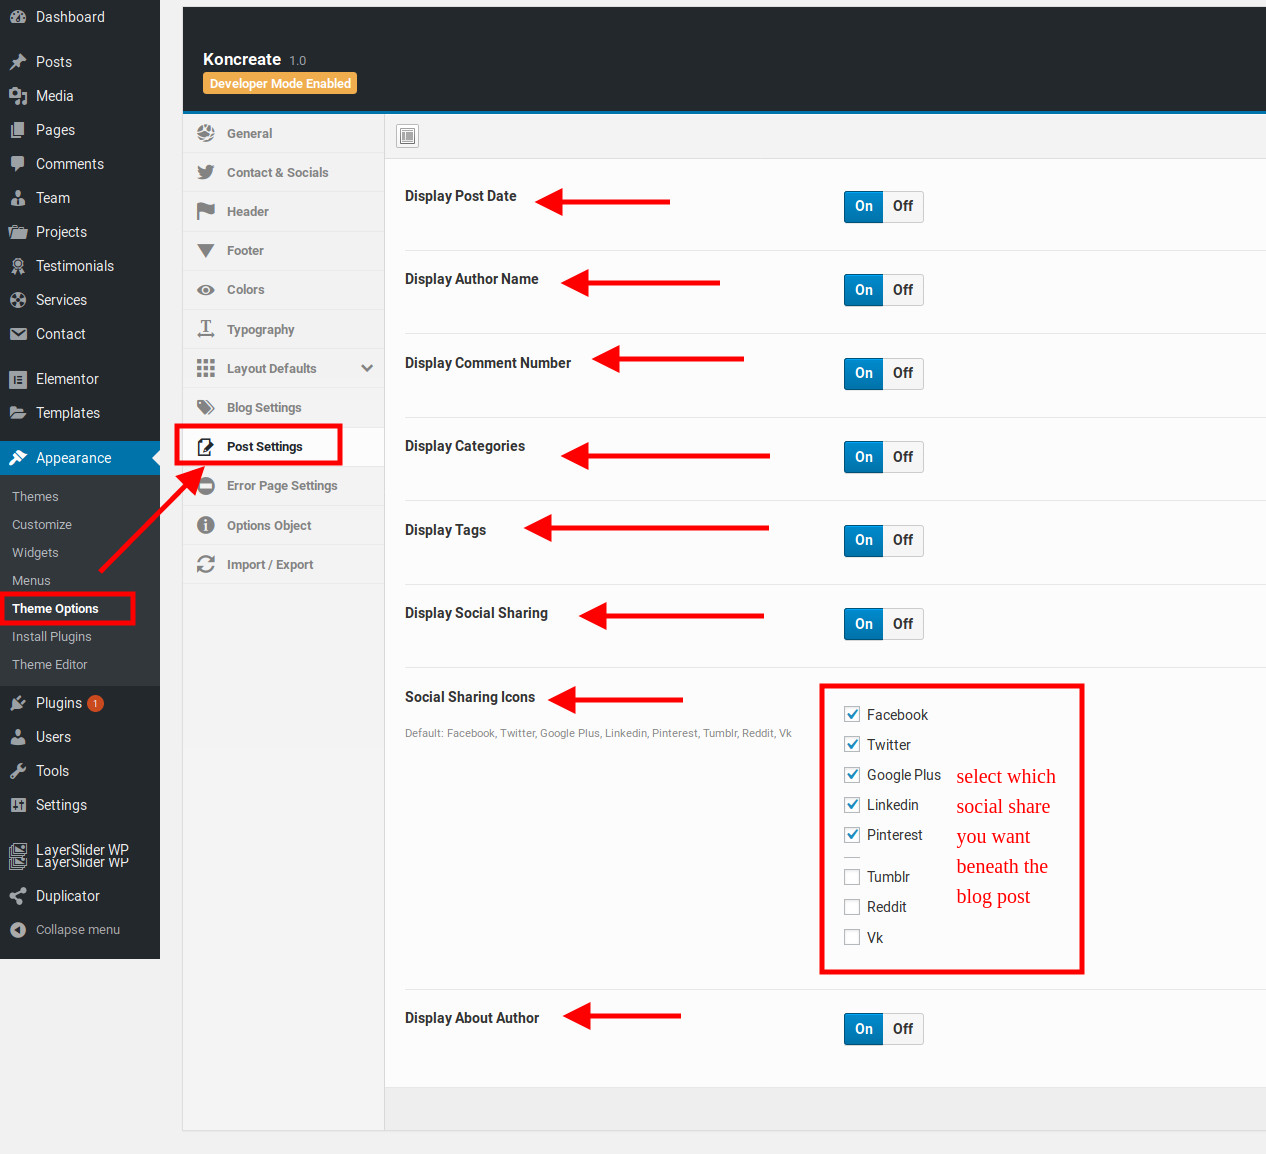 Dashboard
Posts
Media
Pages
Comments
Team
Projects
Testimonials
Services
Contact
Elementor
Templates
Appearance
Themes
Customize
Widgets
Menus
Theme Options
Install Plugins
Theme Editor
Plugins 1
Users
Tools
Settings
LayerSlider WP
LayerSlider WP
Duplicator
Collapse menu
Koncreate 1.0
Developer Mode Enabled
General
Contact & Socials
Header
Footer
Colors
Typography
Layout Defaults
Blog Settings
Post Settings
Error Page Settings
Options Object
Import / Export
Display Post Date On Off
Display Author Name On Off
Display Comment Number On Off
Display Categories On Off
Display Tags On Off
Display Social Sharing On Off
Social Sharing Icons
Default: Facebook, Twitter, Google Plus, Linkedin, Pinterest, Tumblr, Reddit, Vk
Facebook
Twitter
Google Plus
Linkedin
Pinterest
Tumblr
Reddit
Vk
select which
social share
you want
beneath the
blog post
Display About Author On Off